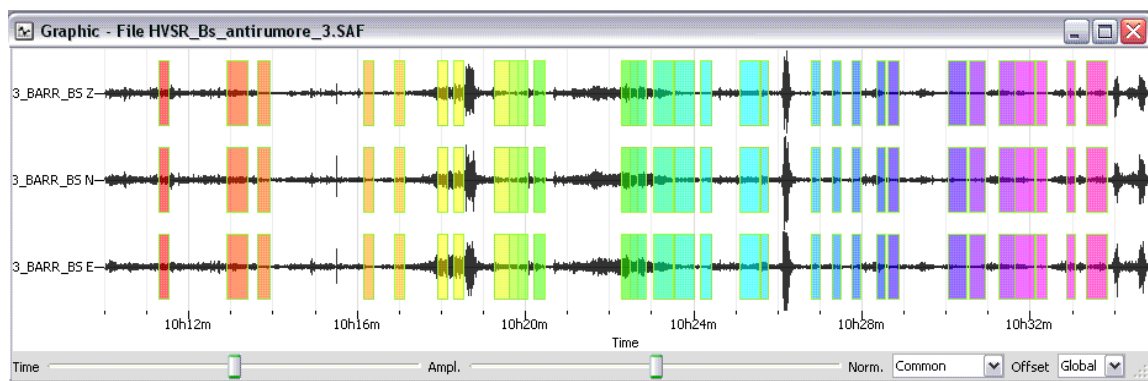 Graphic - File HVSR_Bs_antirumore_3.SAF
3_BARR_BS Z
3_BARR_BS N
3_BARR_BS E
10h12m 10h16m 10h20m 10h24m 10h28m 10h32m
Time
Time Ampl. Norm. Common Offset Global